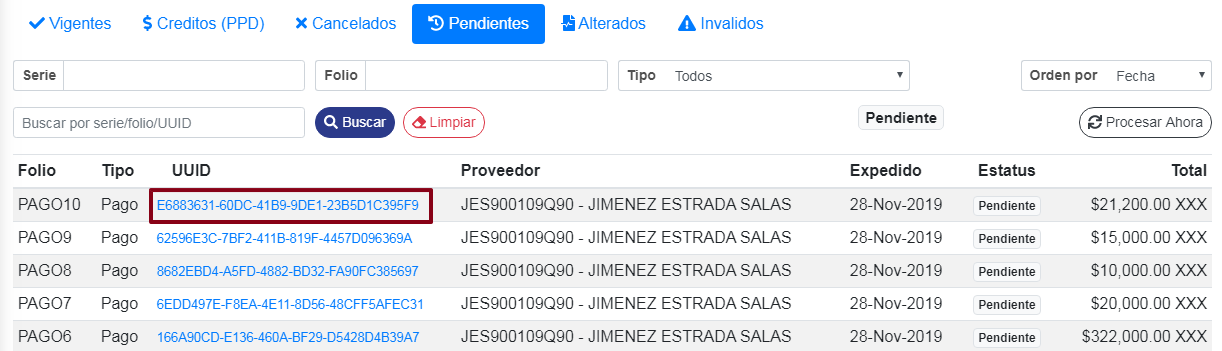 Vigentes Creditos (PPD) Cancelados Pendientes Alterados Invalidos
Serie Folio Tipo Todos Orden por Fecha
Buscar por serie/folio/UUID Buscar Limpiar Pendiente Procesar Ahora
Folio Tipo UUID Proveedor Expedido Estatus Total
PAGO10 Pago E6883631-60DC-41B9-9DE1-23B5D1C395F9 JES900109Q90 - JIMENEZ ESTRADA SALAS 28-Nov-2019 Pendiente $21,200.00 XXX
PAGO9 Pago 62596E3C-7BF2-411B-819F-4457D096369A JES900109Q90 - JIMENEZ ESTRADA SALAS 28-Nov-2019 Pendiente $15,000.00 XXX
PAGO8 Pago 8682EBD4-A5FD-4882-BD32-FA90FC385697 JES900109Q90 - JIMENEZ ESTRADA SALAS 28-Nov-2019 Pendiente $10,000.00 XXX
PAGO7 Pago 6EDD497E-F8EA-4E11-8D56-48CFF5AFEC31 JES900109Q90 - JIMENEZ ESTRADA SALAS 28-Nov-2019 Pendiente $20,000.00 XXX
PAGO6 Pago 166A90CD-E136-460A-BF29-D5428D4B39A7 JES900109Q90 - JIMENEZ ESTRADA SALAS 28-Nov-2019 Pendiente $322,000.00 XXX